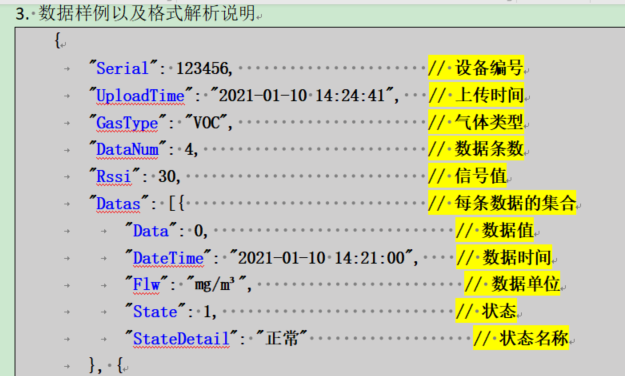 3. 数据样例以及格式解析说明
{
"Serial": 123456, // 设备编号
"UploadTime": "2021-01-10 14:24:41", // 上传时间
"GasType": "VOC", // 气体类型
"DataNum": 4, // 数据条数
"Rssi": 30, // 信号值
"Datas": [{ // 每条数据的集合
"Data": 0, // 数据值
"DateTime": "2021-01-10 14:21:00", // 数据时间
"Flw": "mg/m³", // 数据单位
"State": 1, // 状态
"StateDetail": "正常" // 状态名称
}, {